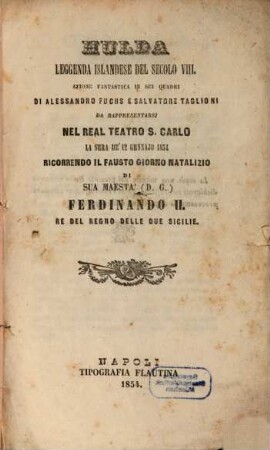 HULDA
LEGGENDA ISLANDESE DEL SECOLO VIII.
AZIONE FANTASTICA IN SEI QUADRI
DI ALESSANDRO FUCHS E SALVATORE TAGLIONI
DA RAPPRESENTARSI
NEL REAL TEATRO S. CARLO
LA SERA DE' 12 GENNAJO 1854
RICORRENDO IL FAUSTO GIORNO NATALIZIO
DI
SUA MAESTA' (D. G.)
FERDINANDO II.
RE DEL REGNO DELLE DUE SICILIE.
NAPOLI
TIPOGRAFIA FLAUTINA
1854.